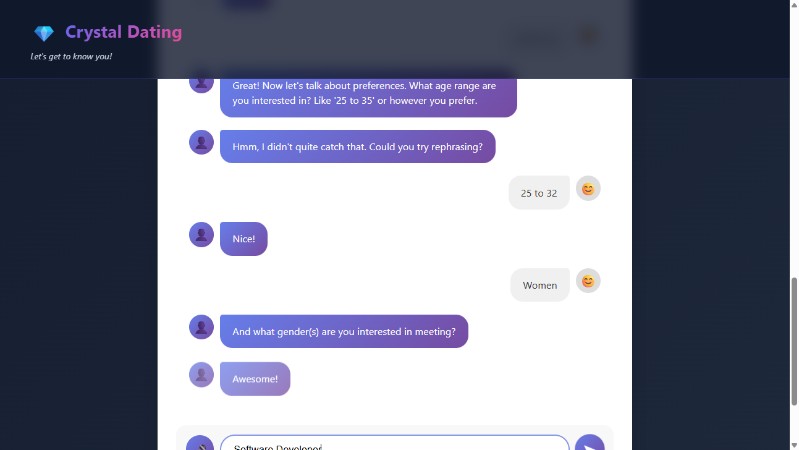 Crystal Dating
Let's get to know you!
Great! Now let's talk about preferences. What age range are
you interested in? Like '25 to 35' or however you prefer.
Hmm, I didn't quite catch that. Could you try rephrasing?
25 to 32
Nice!
Women
And what gender(s) are you interested in meeting?
Awesome!
Software Developer